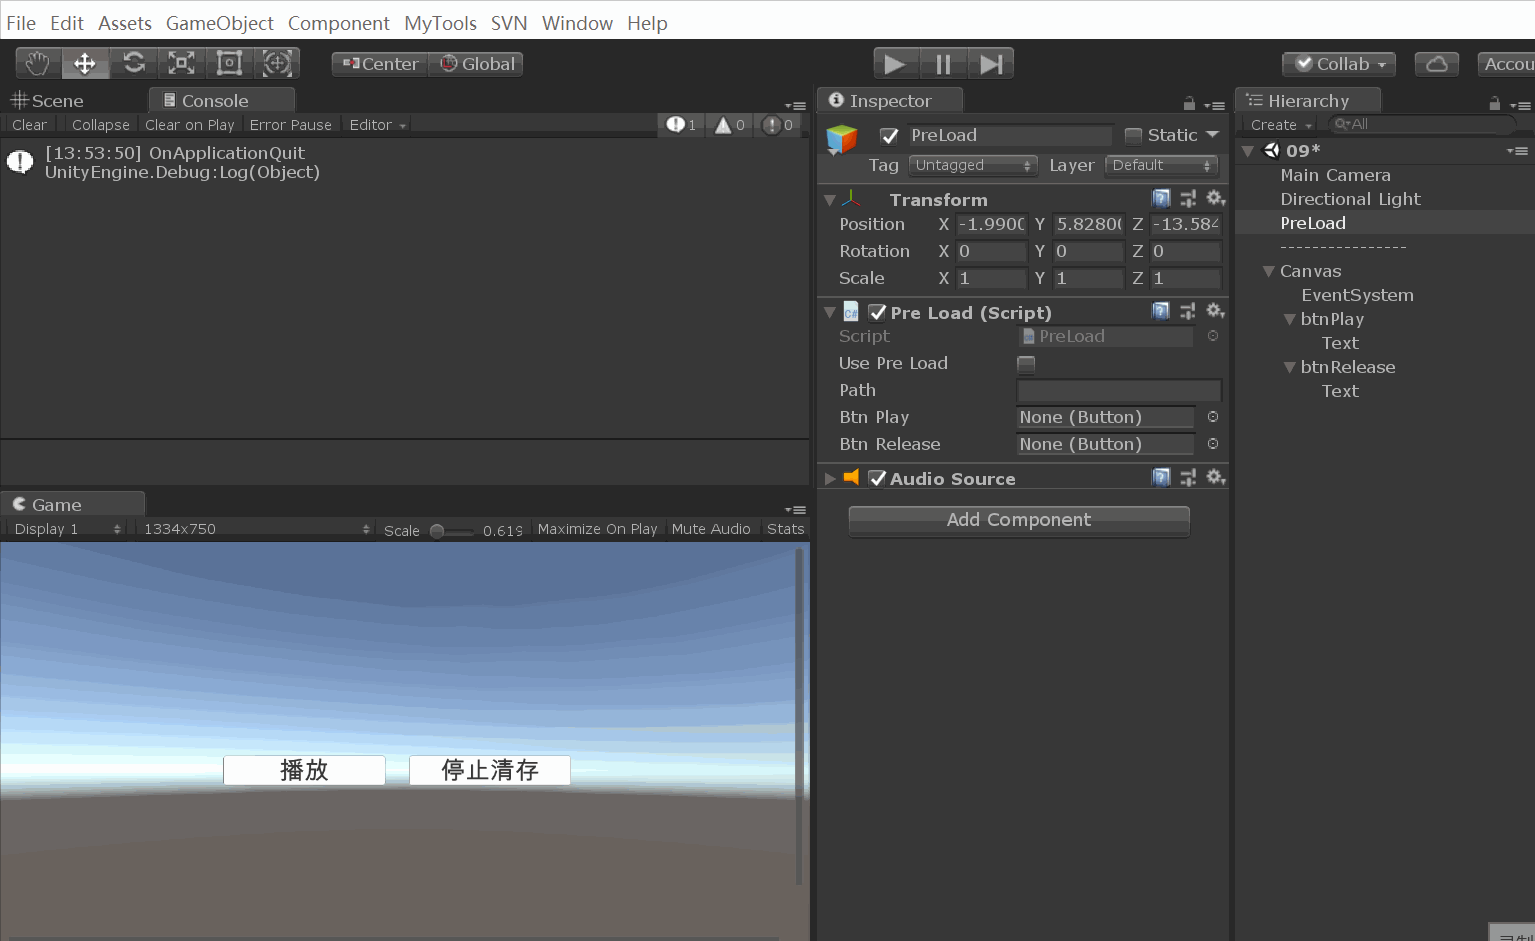 File Edit Assets GameObject Component MyTools SVN Window Help
Center Global
Collab
Accou
Scene
Console
Clear Collapse Clear on Play Error Pause Editor
1 0 0
[13:53:50] OnApplicationQuit
UnityEngine.Debug:Log(Object)
Game
Display 1 1334x750 Scale 0.619 Maximize On Play Mute Audio Stats
播放
停止清存
Inspector
PreLoad Static
Tag Untagged Layer Default
Transform
Position X -1.9900 Y 5.8280 Z -13.584
Rotation X 0 Y 0 Z 0
Scale X 1 Y 1 Z 1
C# Pre Load (Script)
Script PreLoad
Use Pre Load
Path
Btn Play None (Button)
Btn Release None (Button)
Audio Source
Add Component
Hierarchy
Create All
09*
Main Camera
Directional Light
PreLoad
----------------
Canvas
EventSystem
btnPlay
Text
btnRelease
Text